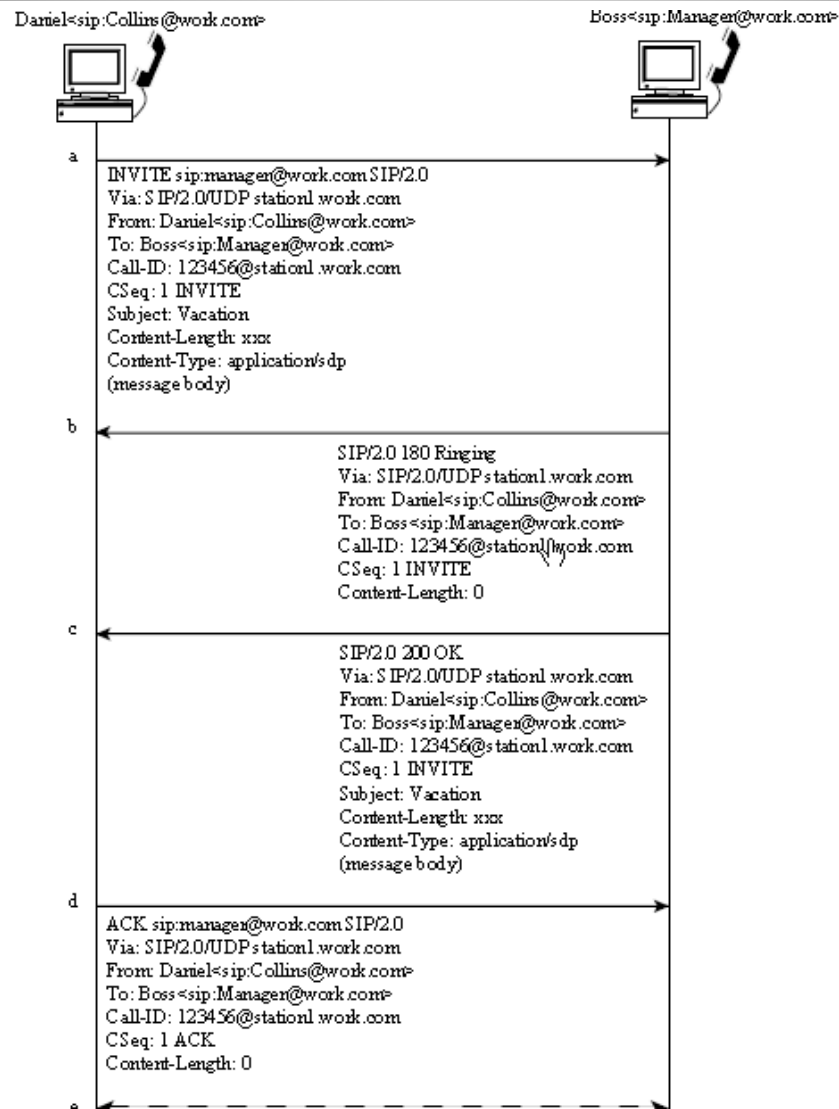 Daniel<sip:Collins@work.com>
Boss<sip:Manager@work.com>
a
INVITE sip:manager@work.com SIP/2.0
Via: SIP/2.0/UDP station1.work.com
From: Daniel<sip:Collins@work.com>
To: Boss<sip:Manager@work.com>
Call-ID: 123456@station1.work.com
CSeq: 1 INVITE
Subject: Vacation
Content-Length: xxx
Content-Type: application/sdp
(message body)
b
SIP/2.0 180 Ringing
Via: SIP/2.0/UDP station1.work.com
From: Daniel<sip:Collins@work.com>
To: Boss<sip:Manager@work.com>
Call-ID: 123456@station1.work.com
CSeq: 1 INVITE
Content-Length: 0
c
SIP/2.0 200 OK
Via: SIP/2.0/UDP station1.work.com
From: Daniel<sip:Collins@work.com>
To: Boss<sip:Manager@work.com>
Call-ID: 123456@station1.work.com
CSeq: 1 INVITE
Subject: Vacation
Content-Length: xxx
Content-Type: application/sdp
(message body)
d
ACK sip:manager@work.com SIP/2.0
Via: SIP/2.0/UDP station1.work.com
From: Daniel<sip:Collins@work.com>
To: Boss<sip:Manager@work.com>
Call-ID: 123456@station1.work.com
CSeq: 1 ACK
Content-Length: 0
e